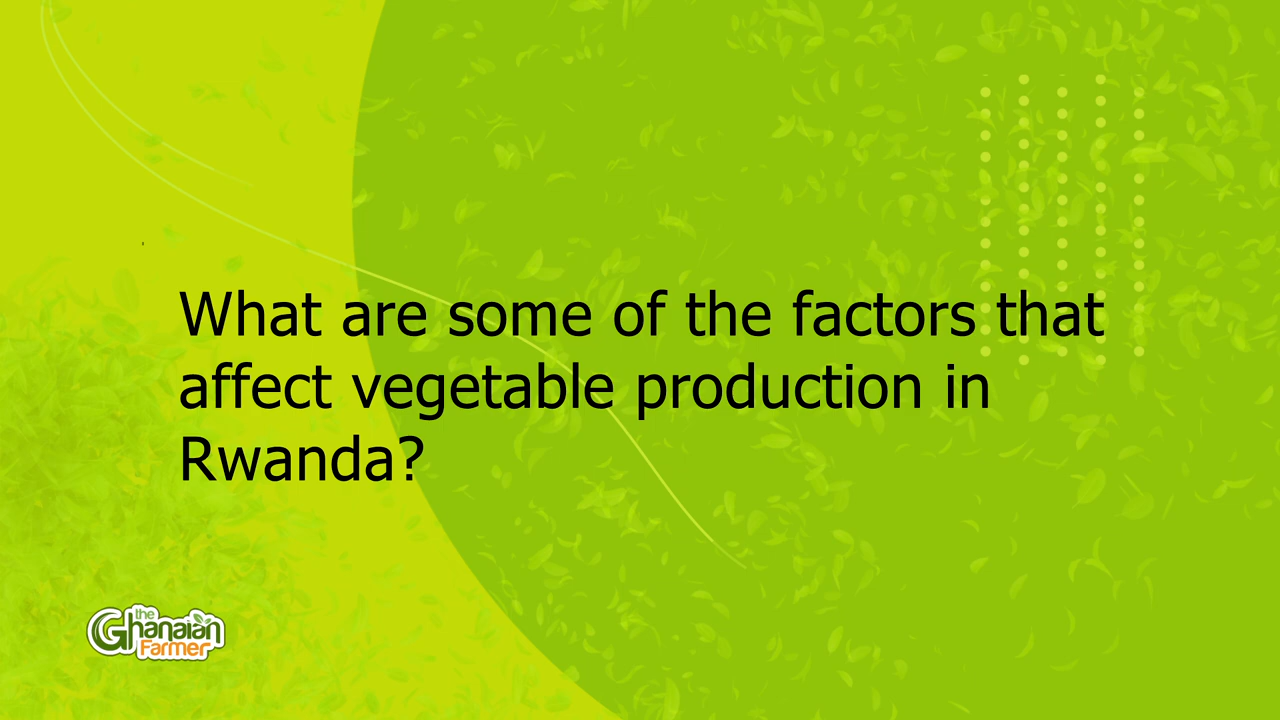 What are some of the factors that
affect vegetable production in
Rwanda?
the
Ghanaian
Farmer